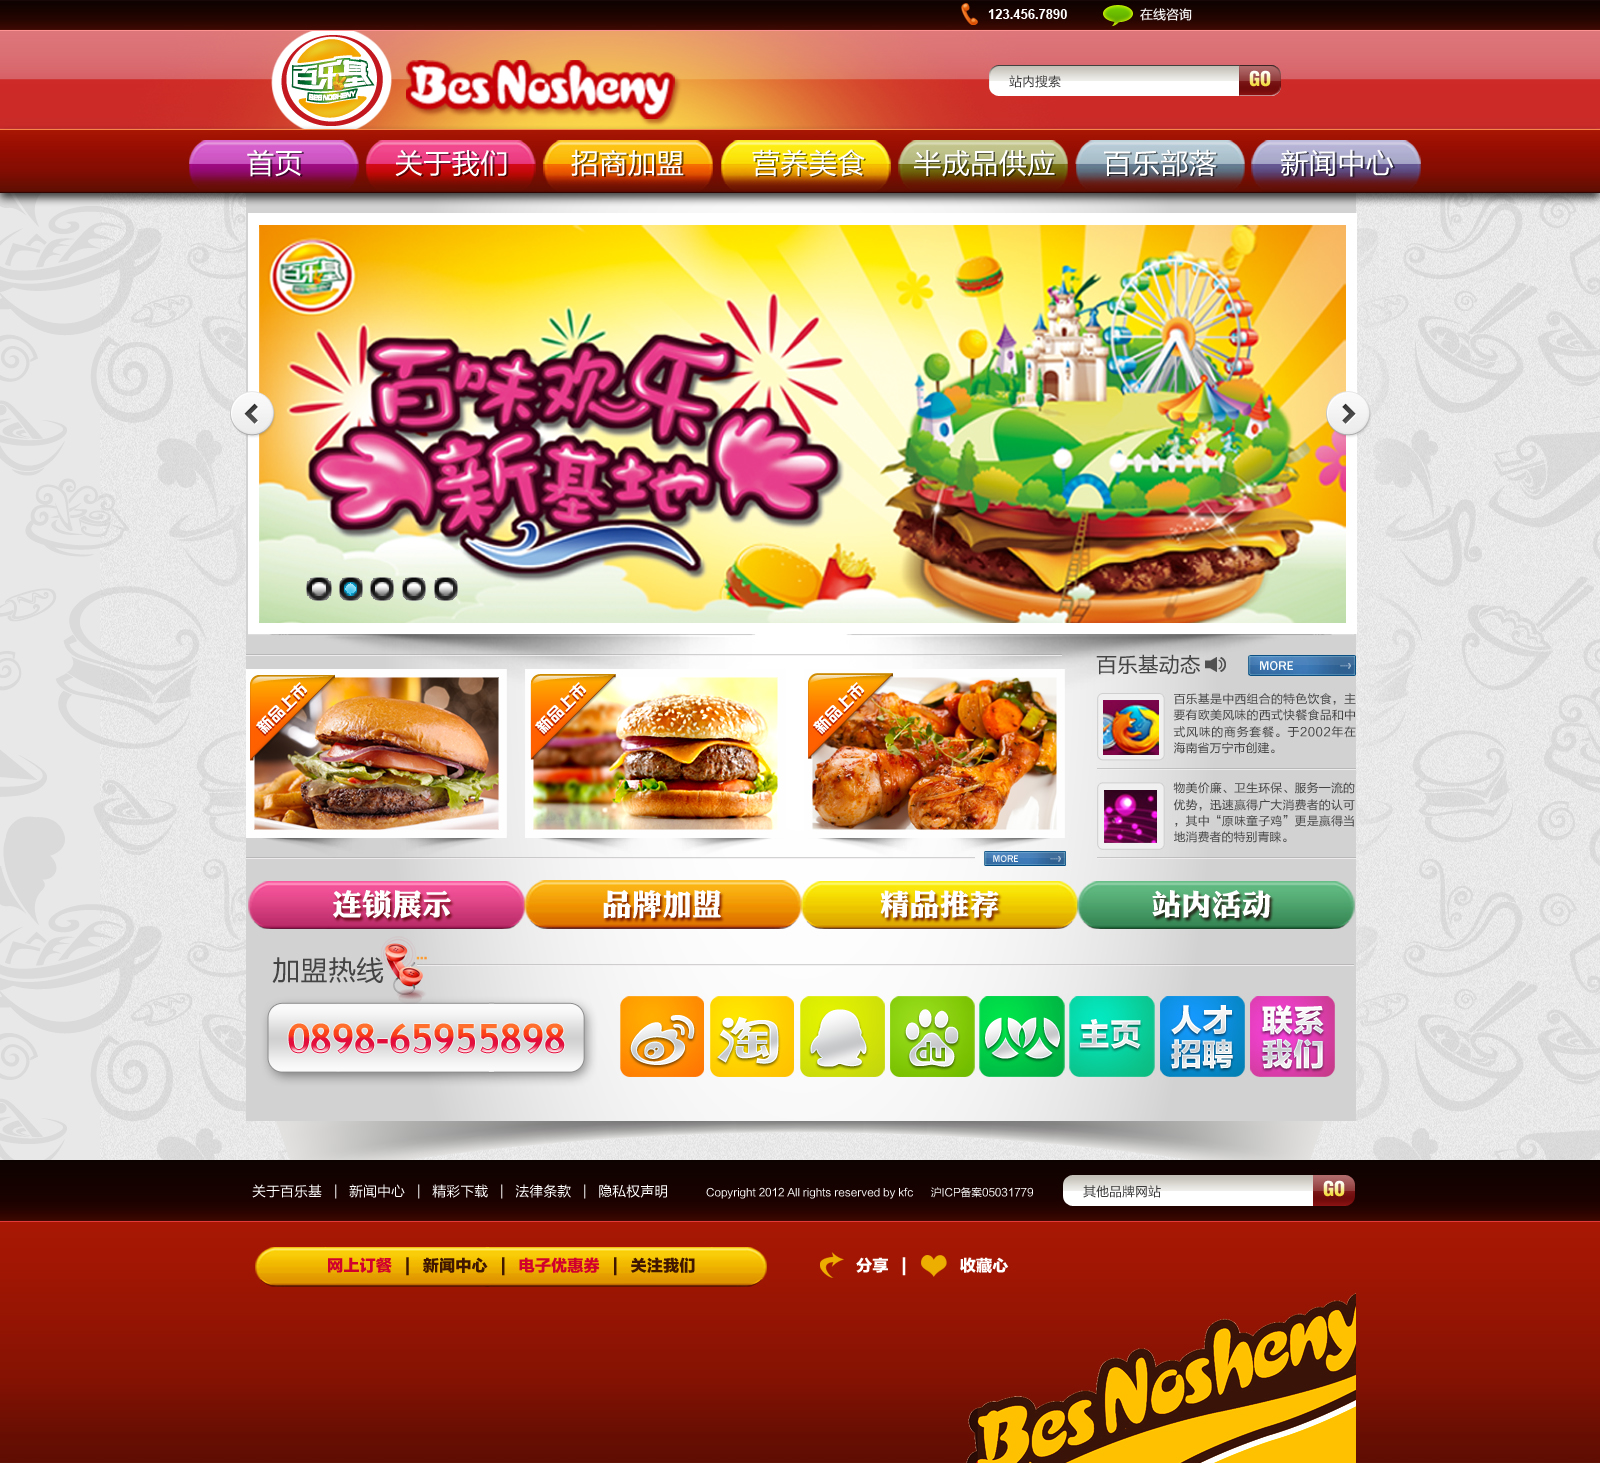 123.456.7890
在线咨询
百乐基
BES NOSHENY
Bes Nosheny
站内搜索
GO
首页
关于我们
招商加盟
营养美食
半成品供应
百乐部落
新闻中心
百乐基
百味欢乐
新基地
新品上市
新品上市
新品上市
MORE
百乐基动态
MORE
百乐基是中西组合的特色饮食，主
要有欧美风味的西式快餐食品和中
式风味的商务套餐。于2002年在
海南省万宁市创建。
物美价廉、卫生环保、服务一流的
优势，迅速赢得广大消费者的认可
，其中“原味童子鸡”更是赢得当
地消费者的特别青睐。
连锁展示
品牌加盟
精品推荐
站内活动
加盟热线
0898-65955898
淘
du
人人
主页
人才
招聘
联系
我们
关于百乐基 | 新闻中心 | 精彩下载 | 法律条款 | 隐私权声明
Copyright 2012 All rights reserved by kfc 沪ICP备案05031779
其他品牌网站
GO
网上订餐 | 新闻中心 | 电子优惠券 | 关注我们
分享 | 收藏心
Bes Nosheny